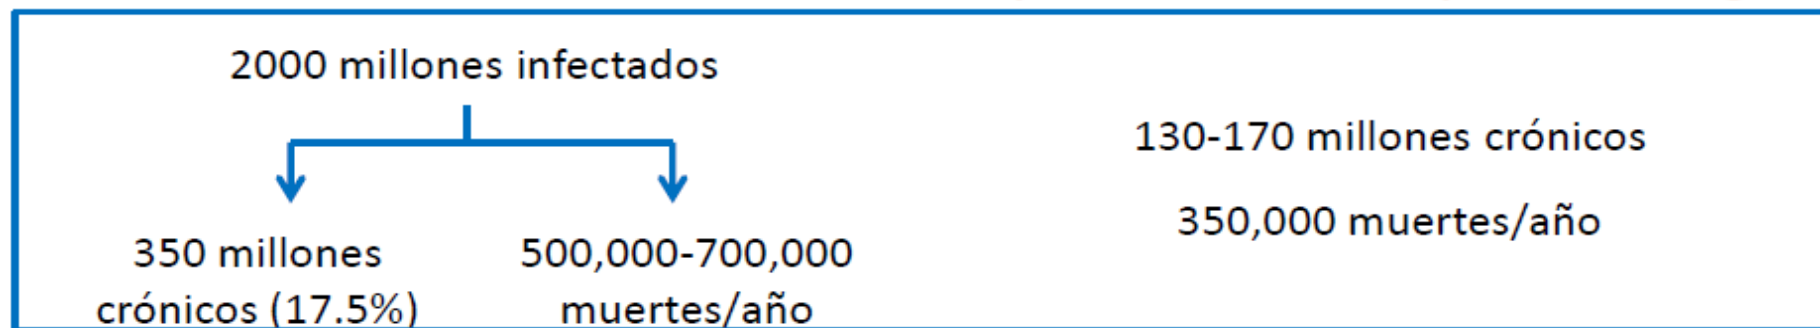 2000 millones infectados
350 millones
crónicos (17.5%)
500,000-700,000
muertes/año
130-170 millones crónicos
350,000 muertes/año